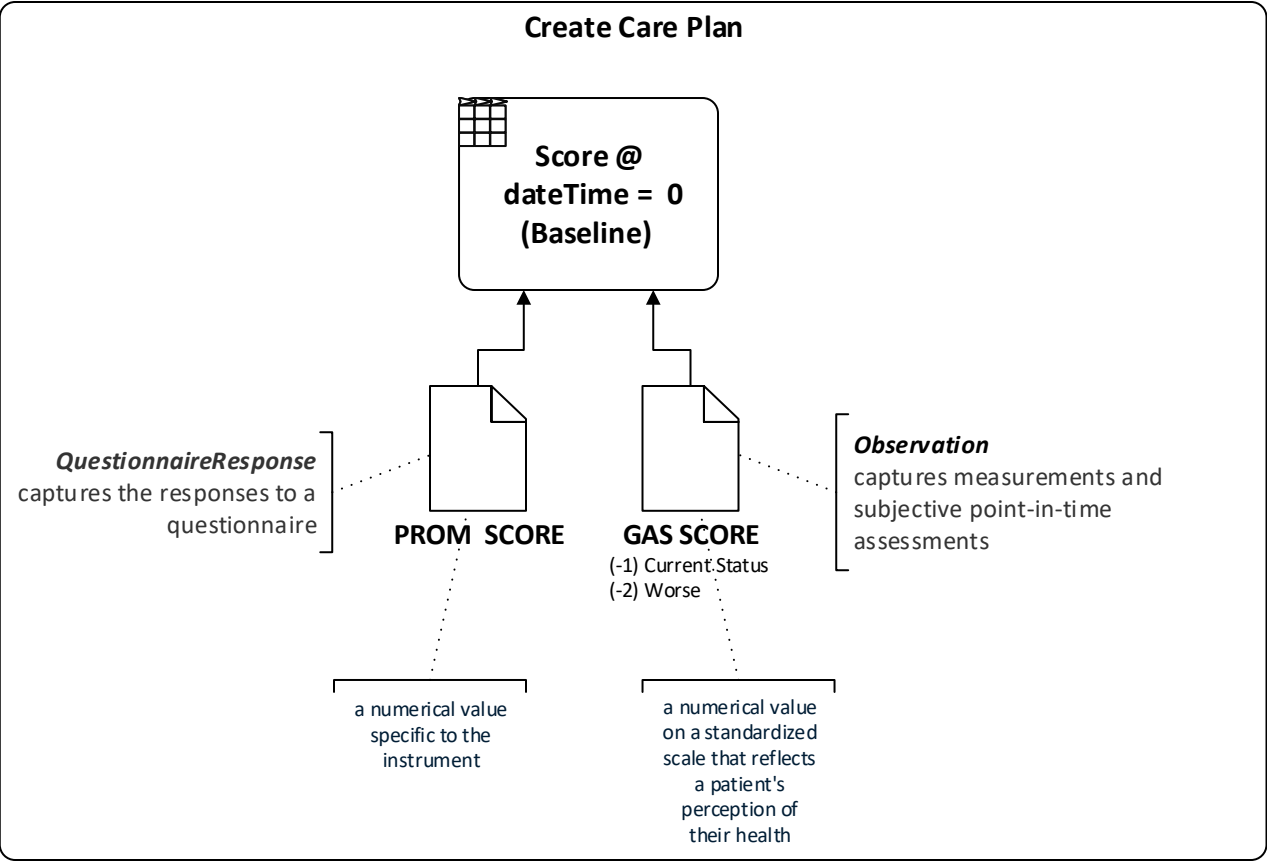 Create Care Plan
Score @
dateTime = 0
(Baseline)
QuestionnaireResponse
captures the responses to a
questionnaire
Observation
captures measurements and
subjective point-in-time
assessments
PROM SCORE
GAS SCORE
(-1) Current Status
(-2) Worse
a numerical value
specific to the
instrument
a numerical value
on a standardized
scale that reflects
a patient's
perception of
their health